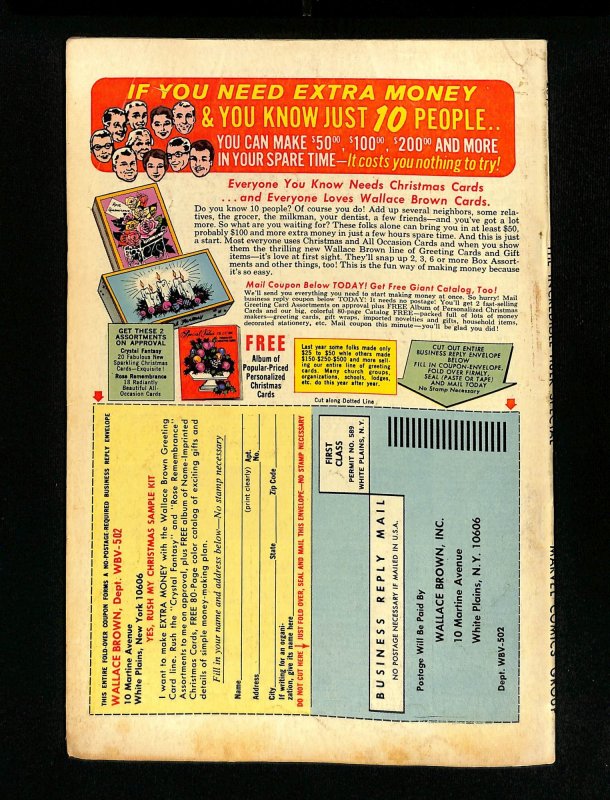 IF YOU NEED EXTRA MONEY
& YOU KNOW JUST 10 PEOPLE..
YOU CAN MAKE $50⁰⁰, $100⁰⁰, $200⁰⁰ AND MORE
IN YOUR SPARE TIME—It costs you nothing to try!
Everyone You Know Needs Christmas Cards
...and Everyone Loves Wallace Brown Cards.
Do you know 10 people? Of course you do! Add up several neighbors, some rela-
tives, the grocer, the milkman, your dentist, a few friends—and you've got a lot
more. So what are you waiting for? These folks alone can bring you in at least $50,
probably $100 and more extra money in just a few hours spare time. And this is just
a start. Most everyone uses Christmas and All Occasion Cards and when you show
them the thrilling new Wallace Brown line of Greeting Cards and Gift
items—it's love at first sight. They'll snap up 2, 3, 6 or more Box Assort-
ments and other things, too! This is the fun way of making money because
it's so easy.
Mail Coupon Below TODAY! Get Free Giant Catalog, Too!
We'll send you everything you need to start making money at once. So hurry! Mail
business reply coupon below TODAY! It needs no postage! You'll get 2 fast-selling
Greeting Card Assortments on approval plus FREE Album of Personalized Christmas
Cards and our big, colorful 80-page Catalog FREE—packed full of lots of money
makers—greeting cards, gift wraps, imported novelties and gifts, household items,
decorated stationery, etc. Mail coupon this minute—you'll be glad you did!
GET THESE 2
ASSORTMENTS
ON APPROVAL
Crystal Fantasy
20 Fabulous New
Sparkling Christmas
Cards—Exquisite!
Rose Remembrance
18 Radiantly
Beautiful All-
Occasion Cards
FREE
Album of
Popular-Priced
Personalized
Christmas
Cards
Last year some folks made only
$25 to $50 while others made
$150-$250-$500 and more sell-
ing our entire line of greeting
cards. Many church groups,
organizations, schools, lodges,
etc. do this year after year.
CUT OUT ENTIRE
BUSINESS REPLY ENVELOPE
BELOW
FILL IN COUPON-ENVELOPE,
FOLD OVER FIRMLY,
SEAL (PASTE OR TAPE)
AND MAIL TODAY
No Stamp Necessary
Cut along Dotted Line
THIS ENTIRE FOLD-OVER COUPON FORMS A NO-POSTAGE-REQUIRED BUSINESS REPLY ENVELOPE
WALLACE BROWN, Dept. WBV-502
10 Martine Avenue
White Plains, New York 10606
YES, RUSH MY CHRISTMAS SAMPLE KIT
I want to make EXTRA MONEY with the Wallace Brown Greeting
Card line. Rush the "Crystal Fantasy" and "Rose Remembrance"
Assortments to me on approval, plus FREE album of Name-Imprinted
Christmas Cards, FREE 80-Page color catalog of exciting gifts and
details of simple money-making plan.
Fill in your name and address below—No stamp necessary
Name
(print clearly)
Address
Apt.
No.
City
State
Zip Code
If writing for an organi-
zation, give its name here
DO NOT CUT HERE JUST FOLD OVER, SEAL AND MAIL THIS ENVELOPE—NO STAMP NECESSARY
FIRST
CLASS
PERMIT NO. 589
WHITE PLAINS, N.Y.
BUSINESS REPLY MAIL
NO POSTAGE NECESSARY IF MAILED IN U.S.A.
Postage Will Be Paid By
WALLACE BROWN, INC.
10 Martine Avenue
White Plains, N.Y. 10606
Dept. WBV-502